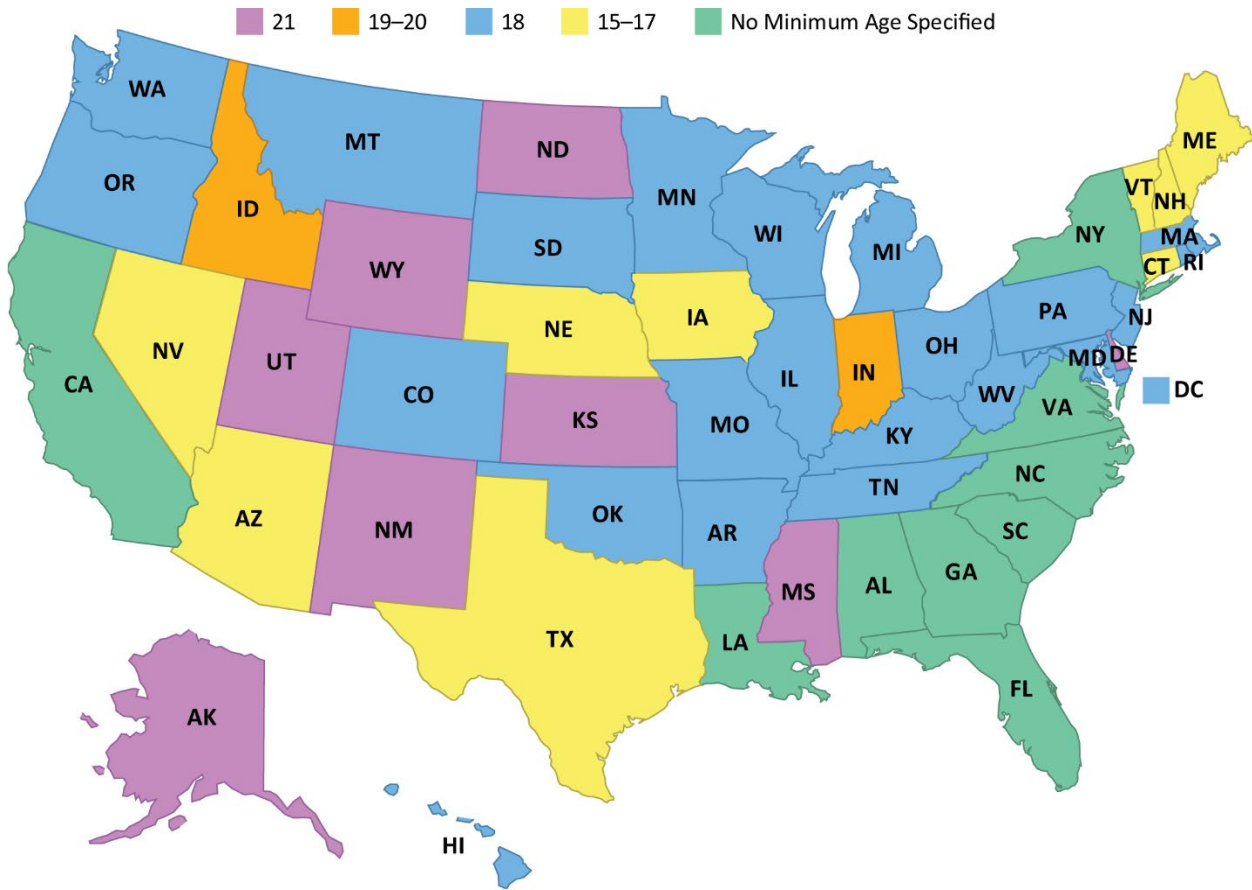 21 19–20 18 15–17 No Minimum Age Specified
WA
MT
ND
ME
OR
ID
MN
VT
NH
WI
NY
MA
SD
MI
WY
CT
RI
PA
NE
IA
NJ
NV
UT
OH
MD
DE
CA
CO
IL
IN
WV
DC
KS
MO
VA
KY
NC
AZ
NM
OK
TN
AR
SC
MS
AL
GA
TX
LA
FL
AK
HI